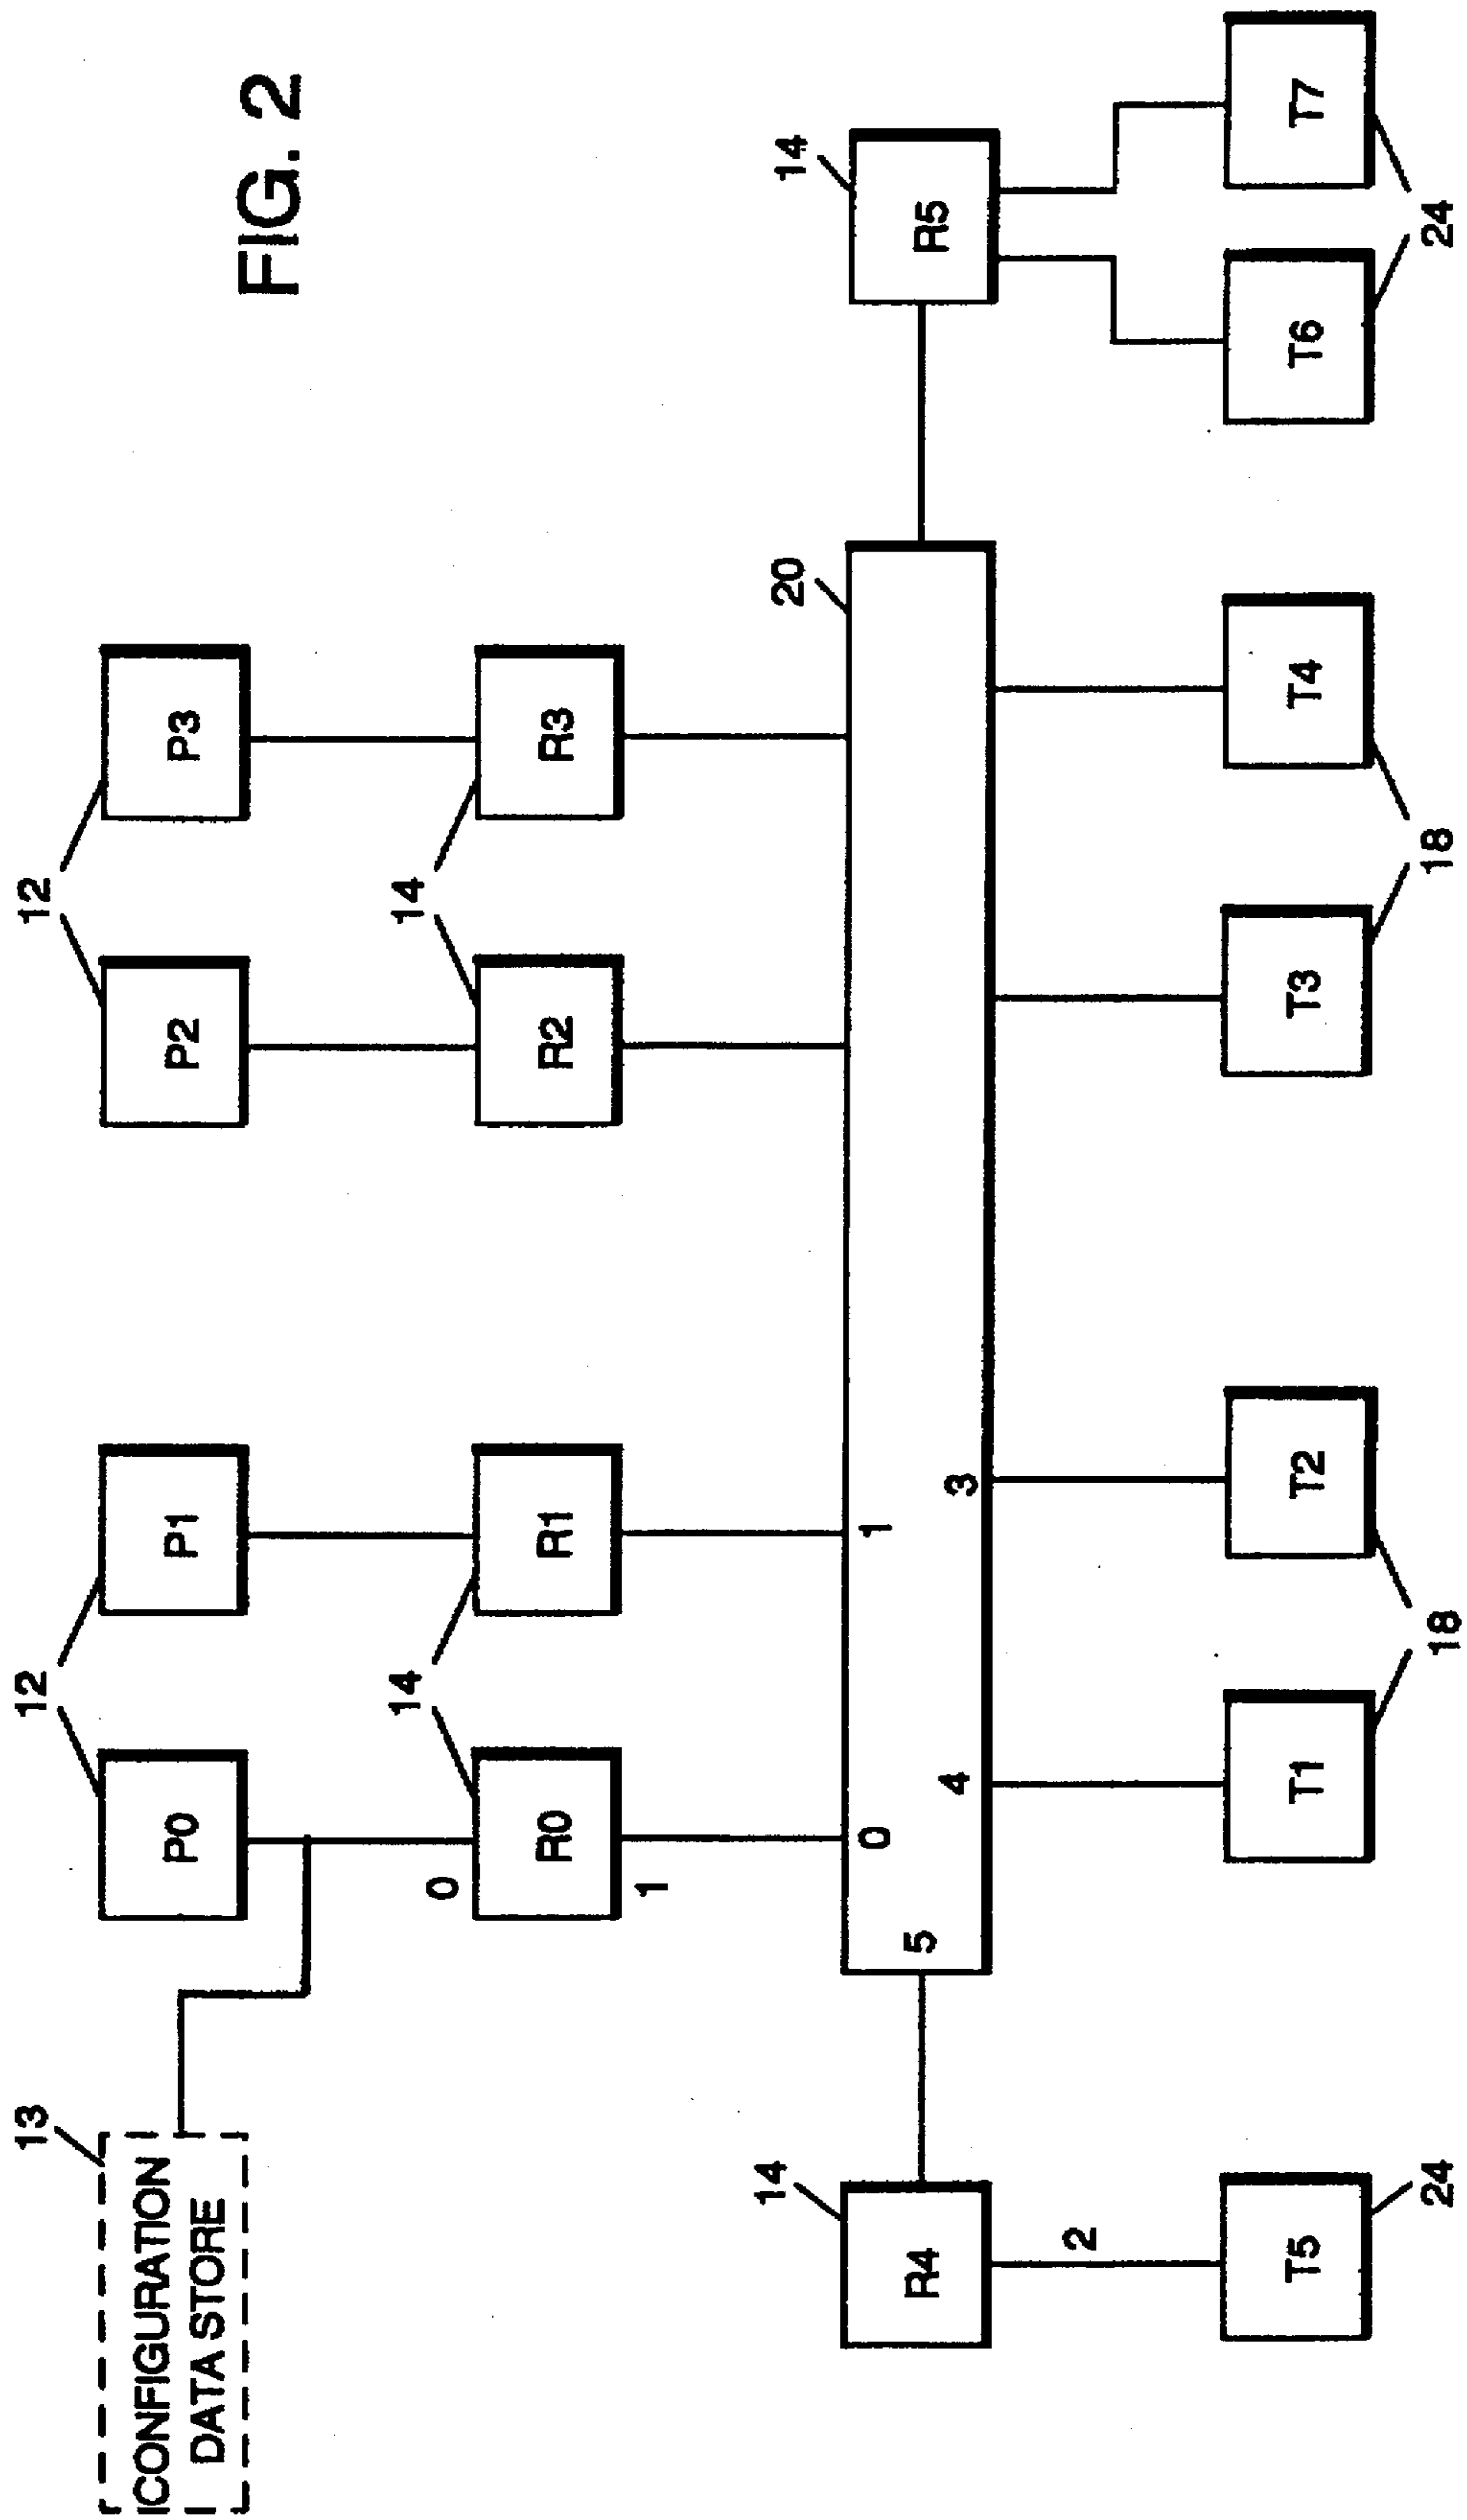 FIG. 2
13
12
12
CONFIGURATION
DATA STORE
P0
P1
P2
P3
14
14
0
R0
R1
R2
R3
1
14
20
14
0
1
R4
5
R5
4
3
2
T5
T1
T2
T3
T4
T6
T7
24
18
18
24